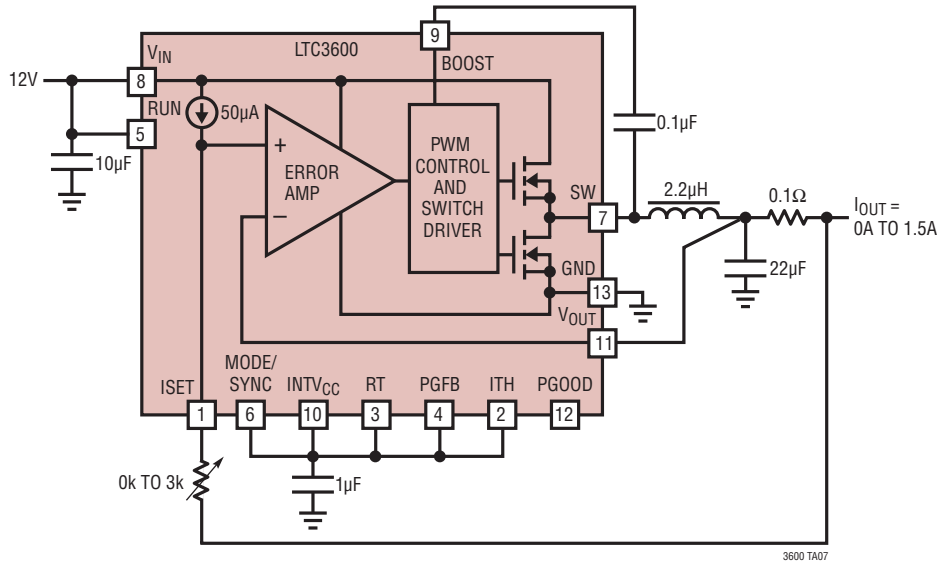 9
LTC3600
V_IN
BOOST
12V
8
RUN
50µA
5
0.1µF
10µF
+
ERROR
AMP
–
PWM
CONTROL
AND
SWITCH
DRIVER
SW
7
2.2µH
0.1Ω
I_OUT =
0A TO 1.5A
22µF
GND
13
V_OUT
11
ISET
MODE/
SYNC
INTV_CC
RT
PGFB
ITH
PGOOD
1
6
10
3
4
2
12
0k TO 3k
1µF
3600 TA07